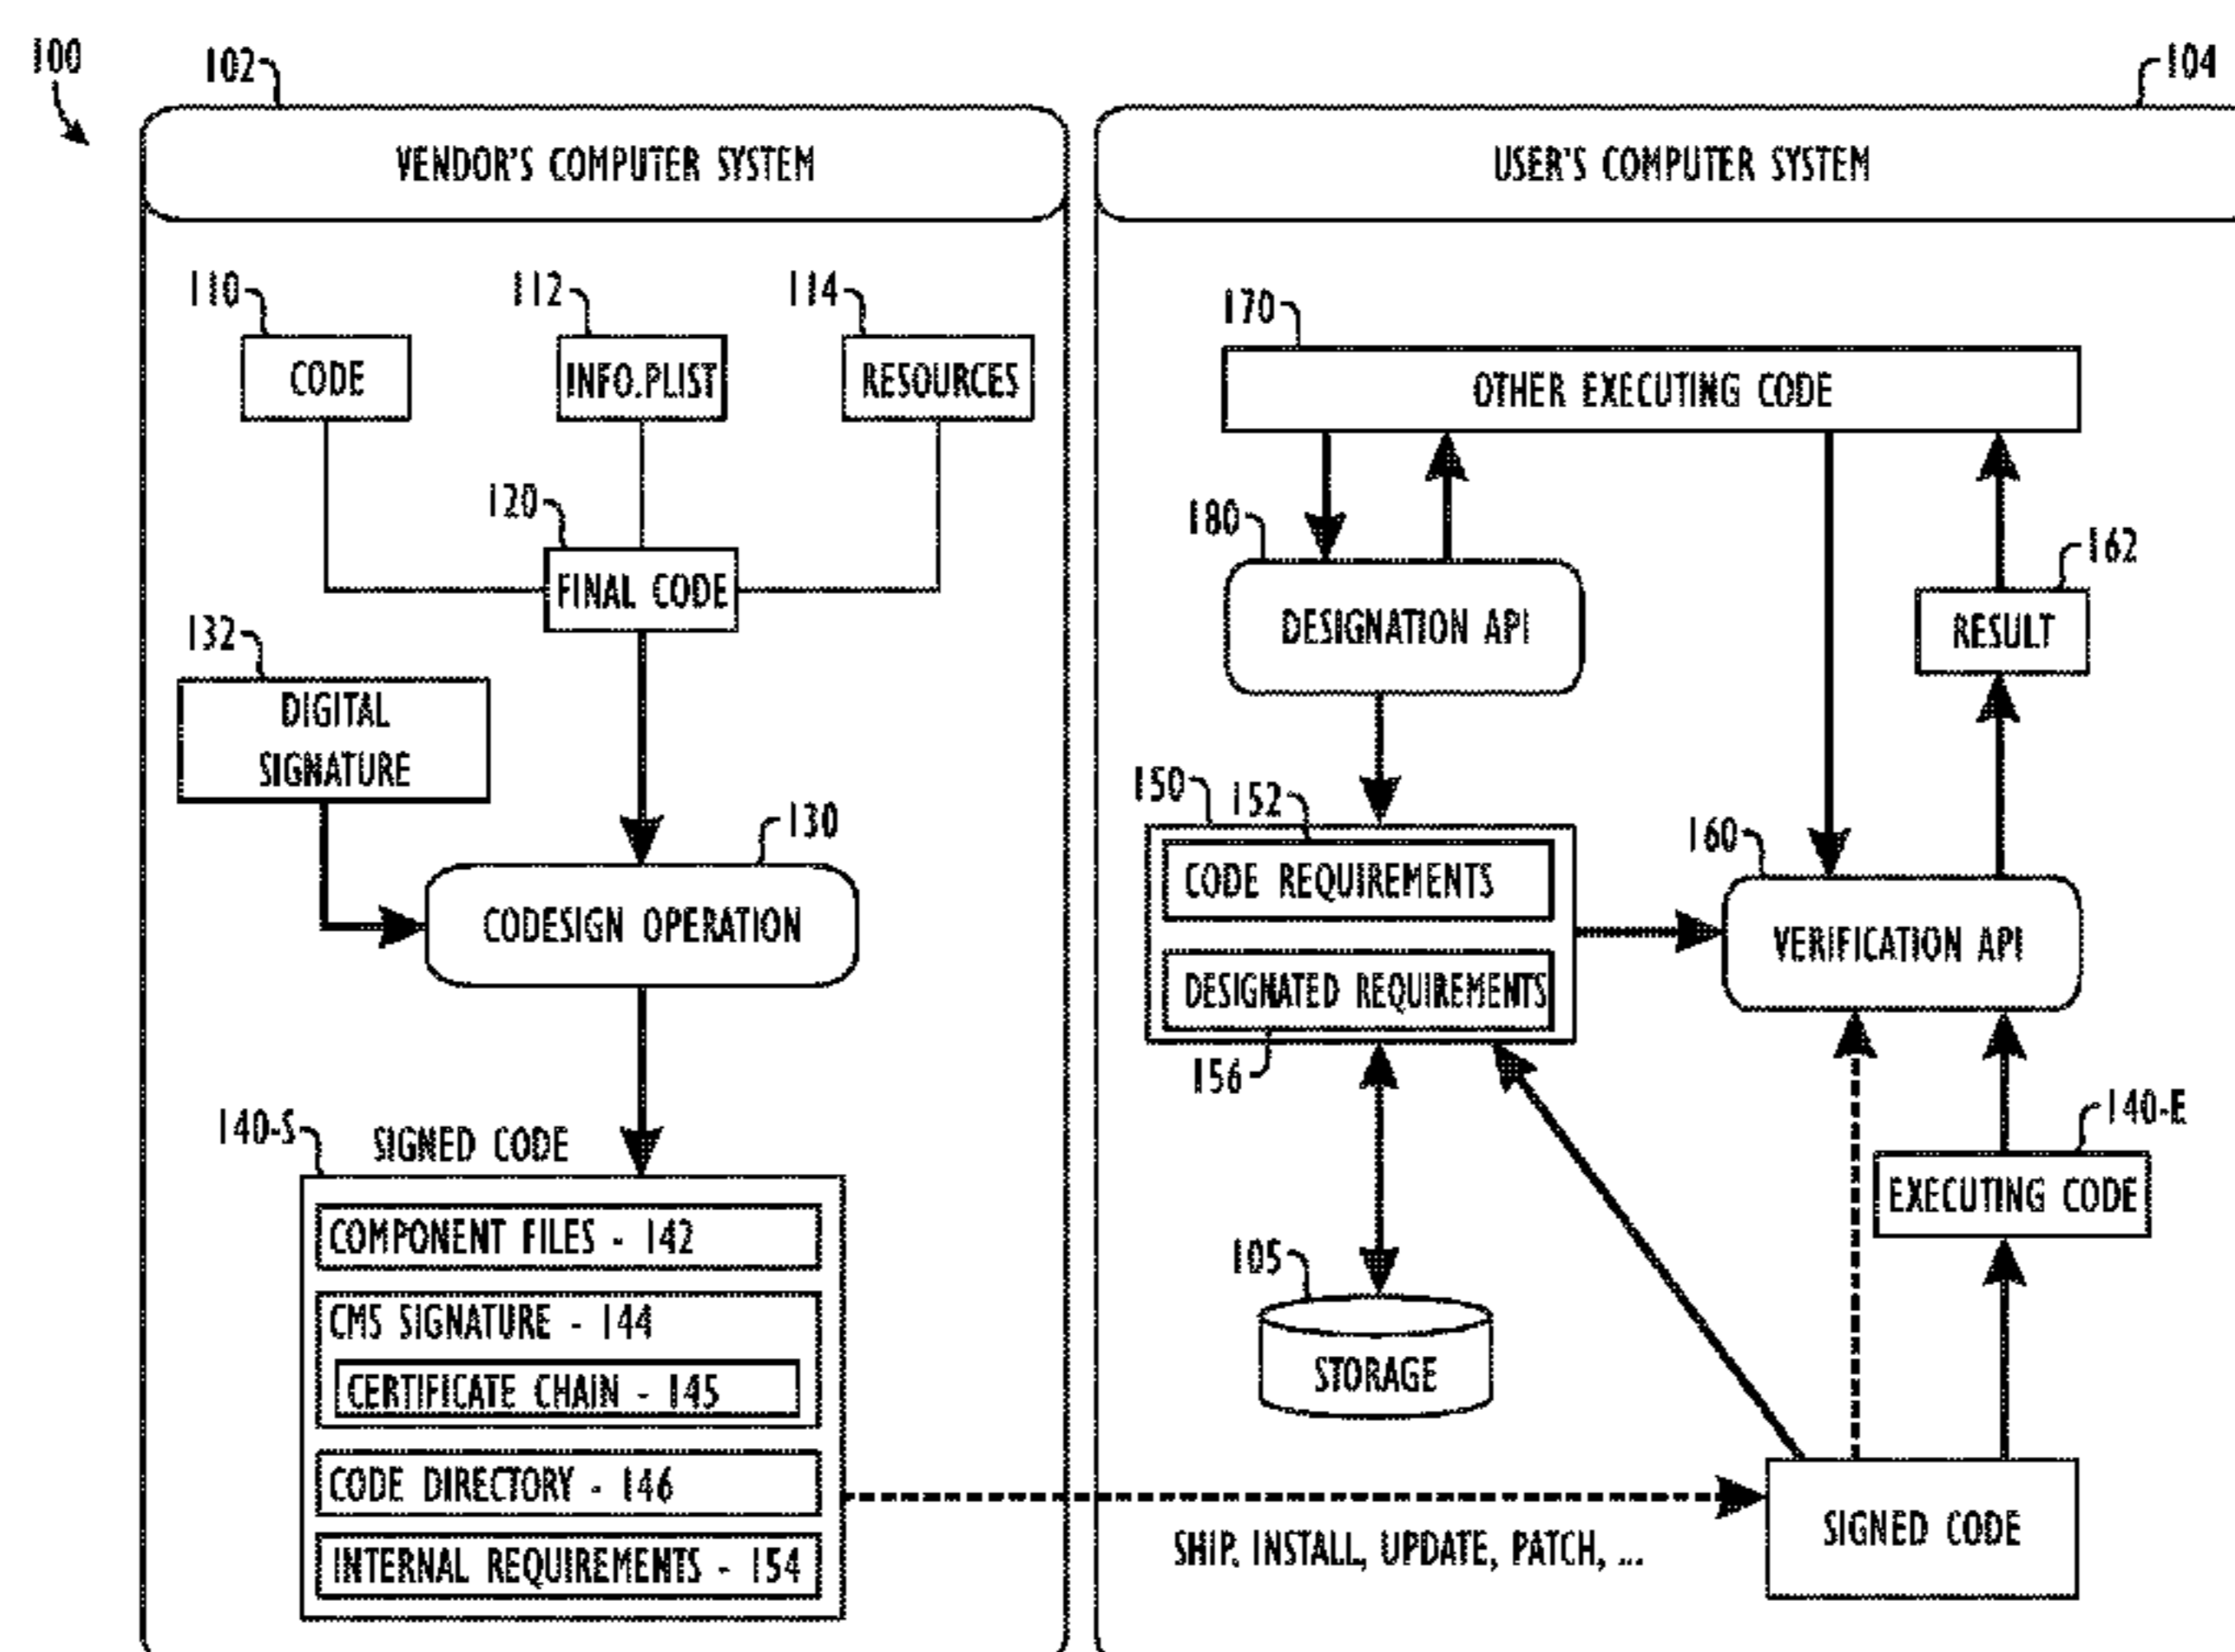 100
102
104
VENDOR'S COMPUTER SYSTEM
USER'S COMPUTER SYSTEM
110
112
114
CODE
INFO.PLIST
RESOURCES
120
FINAL CODE
132
DIGITAL
SIGNATURE
130
CODESIGN OPERATION
140-S
SIGNED CODE
COMPONENT FILES - 142
CMS SIGNATURE - 144
CERTIFICATE CHAIN - 145
CODE DIRECTORY - 146
INTERNAL REQUIREMENTS - 154
170
OTHER EXECUTING CODE
180
DESIGNATION API
162
RESULT
150
152
CODE REQUIREMENTS
DESIGNATED REQUIREMENTS
156
160
VERIFICATION API
140-E
EXECUTING CODE
105
STORAGE
SIGNED CODE
SHIP, INSTALL, UPDATE, PATCH, ...